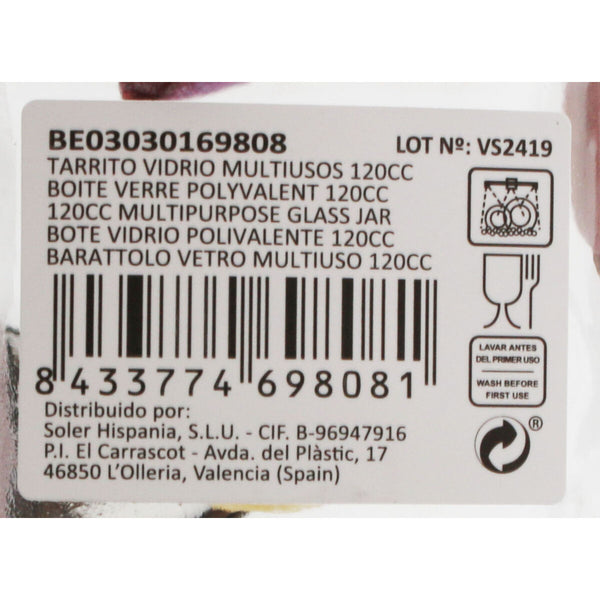 BE03030169808
LOT Nº: VS2419
TARRITO VIDRIO MULTIUSOS 120CC
BOITE VERRE POLYVALENT 120CC
120CC MULTIPURPOSE GLASS JAR
BOTE VIDRIO POLIVALENTE 120CC
BARATTOLO VETRO MULTIUSO 120CC
LAVAR ANTES
DEL PRIMER USO
WASH BEFORE
FIRST USE
8 433774 698081
Distribuido por:
Soler Hispania, S.L.U. - CIF. B-96947916
P.I. El Carrascot - Avda. del Plàstic, 17
46850 L'Olleria, Valencia (Spain)
®